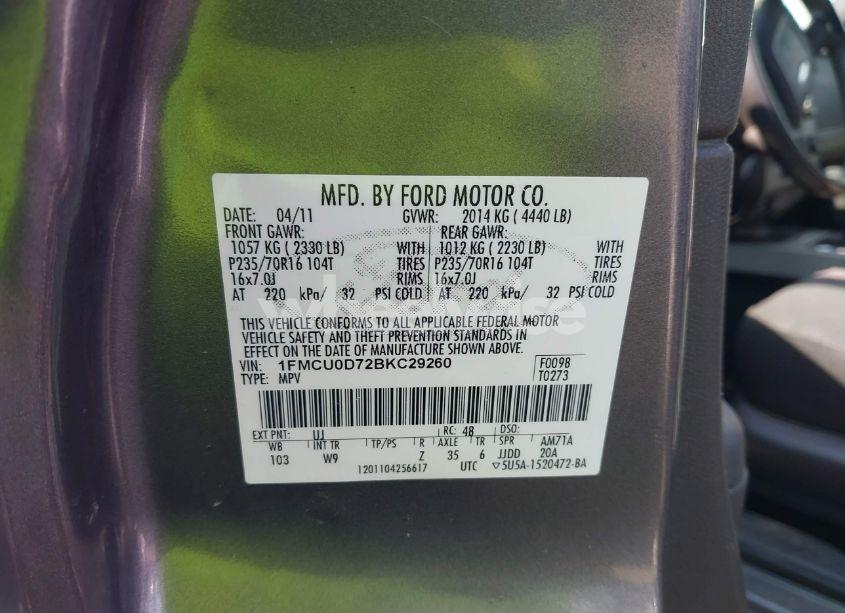 MFD. BY FORD MOTOR CO.
DATE: 04/11 GVWR: 2014 KG ( 4440 LB)
FRONT GAWR: REAR GAWR:
1057 KG ( 2330 LB) WITH 1012 KG ( 2230 LB) WITH
P235/70R16 104T TIRES P235/70R16 104T TIRES
16x7.0J RIMS 16x7.0J RIMS
AT 220 kPa/ 32 PSI COLD AT 220 kPa/ 32 PSI COLD
THIS VEHICLE CONFORMS TO ALL APPLICABLE FEDERAL MOTOR
VEHICLE SAFETY AND THEFT PREVENTION STANDARDS IN
EFFECT ON THE DATE OF MANUFACTURE SHOWN ABOVE.
VIN: 1FMCU0D72BKC29260 F0098
TYPE: MPV T0273
EXT PNT: UJ RC: 48 DSO:
WB INT TR TP/PS R AXLE TR SPR AM71A
103 W9 Z 35 6 JJDD 20A
1201104256617 UTC ▽5U5A-1520472-BA